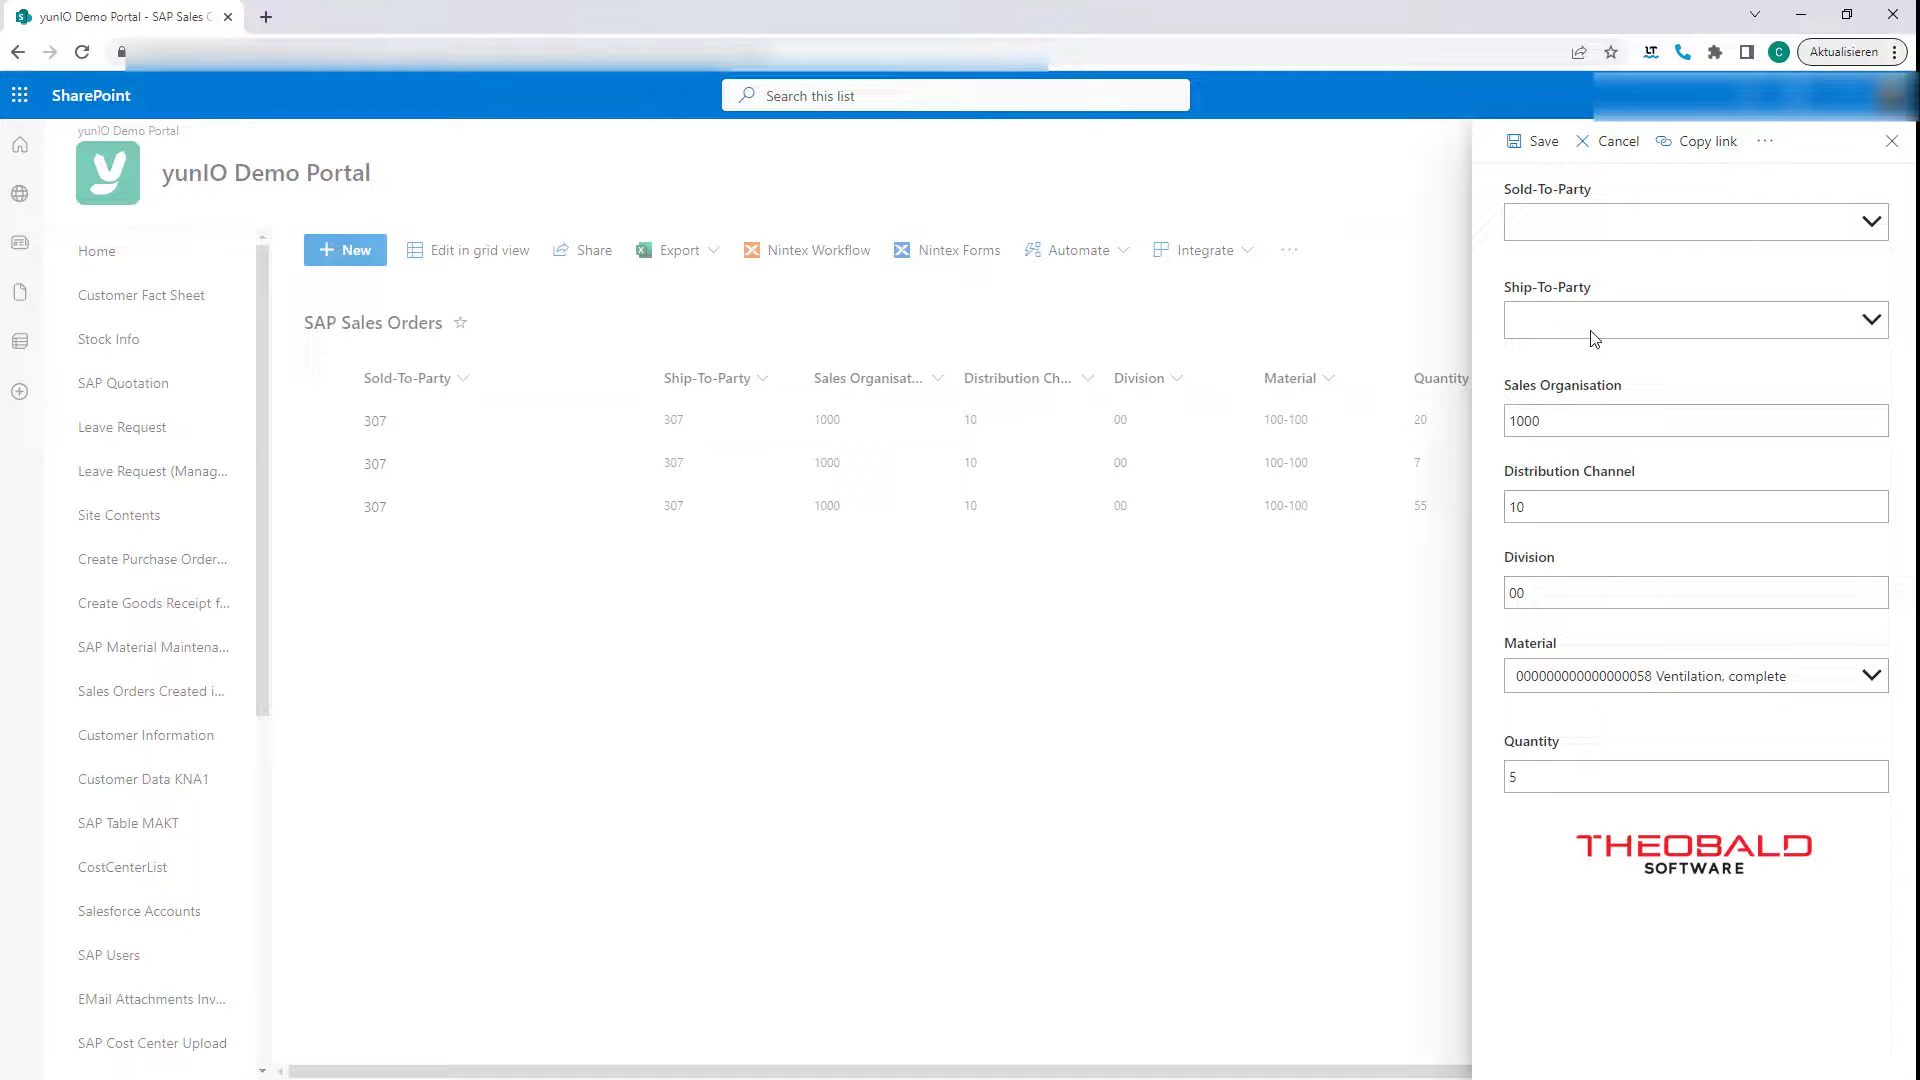 yunIO Demo Portal - SAP Sales O
Aktualisieren
SharePoint
Search this list
yunIO Demo Portal
yunIO Demo Portal
Home
Customer Fact Sheet
Stock Info
SAP Quotation
Leave Request
Leave Request (Manag...
Site Contents
Create Purchase Order...
Create Goods Receipt f...
SAP Material Maintena...
Sales Orders Created i...
Customer Information
Customer Data KNA1
SAP Table MAKT
CostCenterList
Salesforce Accounts
SAP Users
EMail Attachments Inv...
SAP Cost Center Upload
New
Edit in grid view
Share
Export
Nintex Workflow
Nintex Forms
Automate
Integrate
SAP Sales Orders
Sold-To-Party Ship-To-Party Sales Organisat... Distribution Ch... Division Material Quantity
307 307 1000 10 00 100-100 20
307 307 1000 10 00 100-100 7
307 307 1000 10 00 100-100 55
Save
Cancel
Copy link
Sold-To-Party
Ship-To-Party
Sales Organisation
1000
Distribution Channel
10
Division
00
Material
000000000000000058 Ventilation, complete
Quantity
5
THEOBALD
SOFTWARE